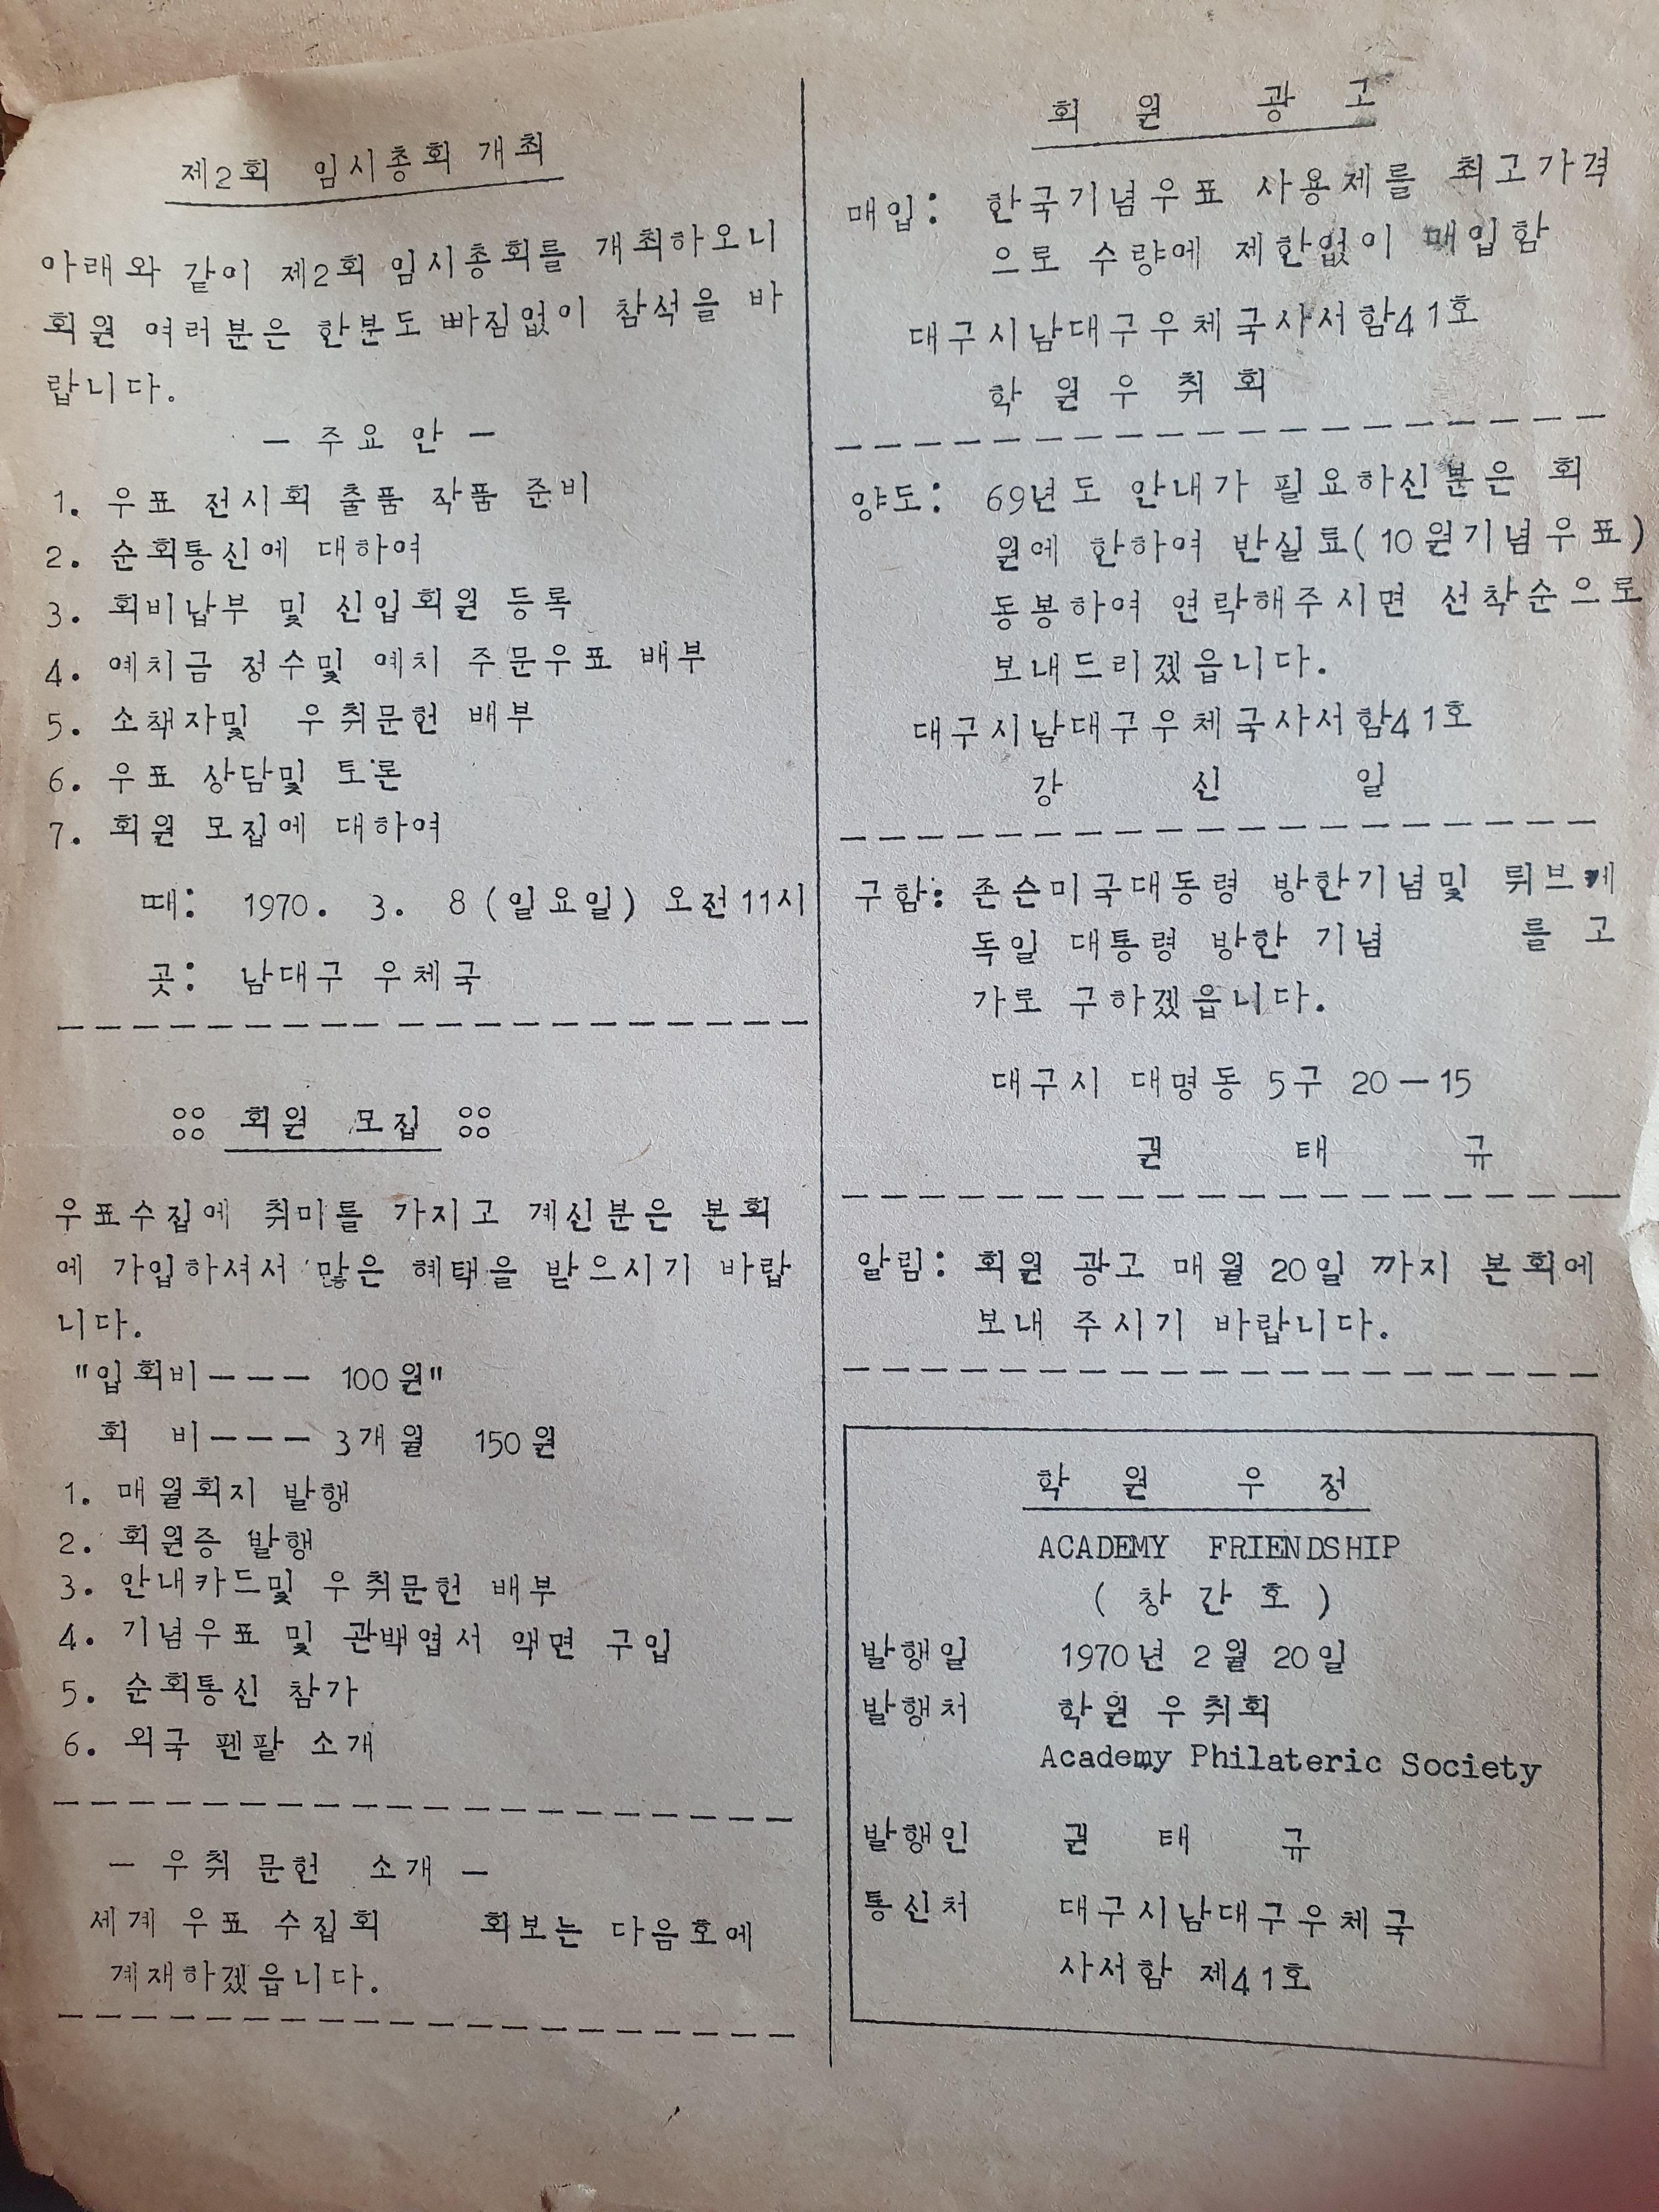 제2회 임시총회 개최
아래와 같이 제2회 임시총회를 개최하오니
회원 여러분은 한분도 빠짐없이 참석을 바
랍니다.
— 주요안 —
1. 우표 전시회 출품 작품 준비
2. 순회통신에 대하여
3. 회비납부 및 신입회원 등록
4. 예치금 정수및 예치 주문우표 배부
5. 소책자및 우취문헌 배부
6. 우표 상담및 토론
7. 회원 모집에 대하여
때: 1970. 3. 8 (일요일) 오전11시
곳: 남대구 우체국
회원 모집
우표수집에 취미를 가지고 계신분은 본회
에 가입하셔서 많은 혜택을 받으시기 바랍
니다.
"입회비--- 100원"
회 비--- 3개월 150원
1. 매월회지 발행
2. 회원증 발행
3. 안내카드및 우취문헌 배부
4. 기념우표 및 관백엽서 액면 구입
5. 순회통신 참가
6. 외국 펜팔 소개
— 우취 문헌 소개 —
세계 우표 수집회 회보는 다음호에
계재하겠읍니다.
회 원 광 고
매입: 한국기념우표 사용제를 최고가격
으로 수량에 제한없이 매입함
대구시남대구우체국사서함41호
학 원 우 취 회
양도: 69년도 안내가 필요하신분은 회
원에 한하여 반실료(10원기념우표)
동봉하여 연락해주시면 선착순으로
보내드리겠읍니다.
대구시남대구우체국사서함41호
강 신 일
구함: 존슨미국대동령 방한기념및 뤼브케
독일 대통령 방한 기념 를 고
가로 구하겠읍니다.
대구시 대명동 5구 20—15
권 태 규
알림: 회원 광고 매월 20일 까지 본회에
보내 주시기 바랍니다.
학 원 우 정
ACADEMY FRIENDSHIP
( 창 간 호 )
발행일 1970년 2월 20일
발행처 학원 우취회
Academy Philateric Society
발행인 권 태 규
통신처 대구시남대구우체국
사서함 제41호